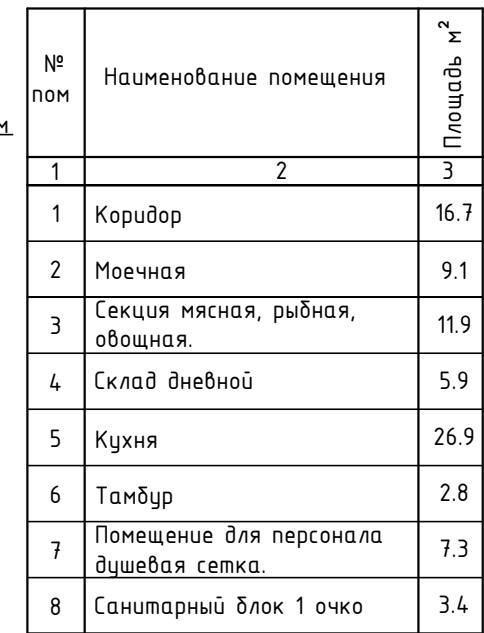 № пом Наименование помещения Площадь м²
м
1 2 3
1 Коридор 16.7
2 Моечная 9.1
3 Секция мясная, рыбная, 11.9
овощная.
4 Склад дневной 5.9
5 Кухня 26.9
6 Тамбур 2.8
7 Помещение для персонала 7.3
душевая сетка.
8 Санитарный блок 1 очко 3.4